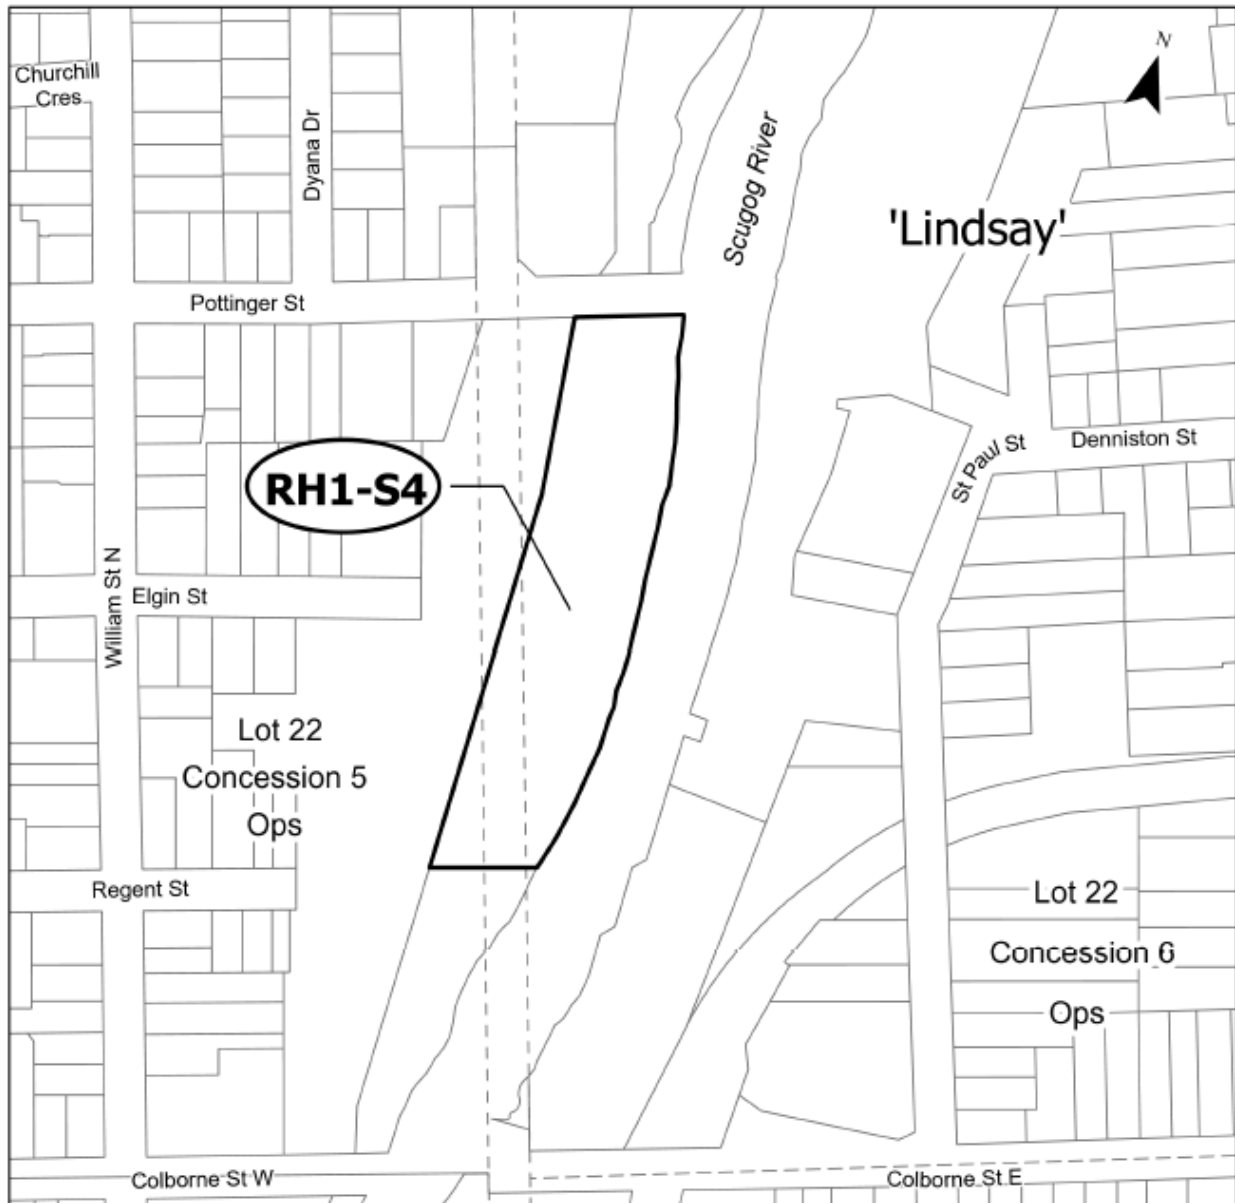 N
Churchill
Cres
Dyana Dr
Scugog River
'Lindsay'
Pottinger St
Denniston St
St Paul St
RH1-S4
William St N
Elgin St
Lot 22
Concession 5
Ops
Regent St
Lot 22
Concession 6
Ops
Colborne St W
Colborne St E